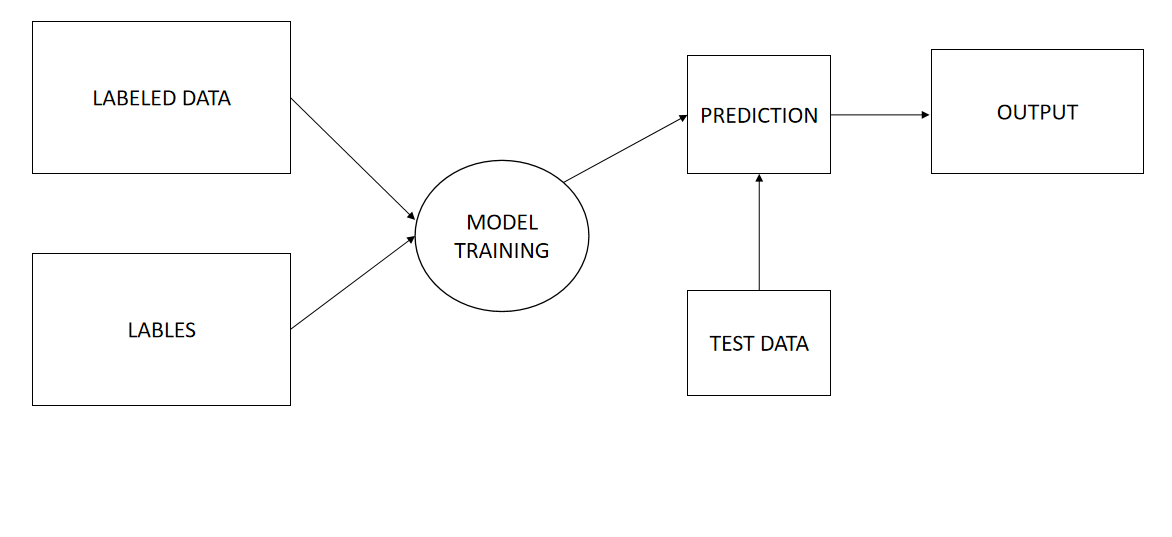 LABELED DATA
LABLES
MODEL
TRAINING
PREDICTION
TEST DATA
OUTPUT